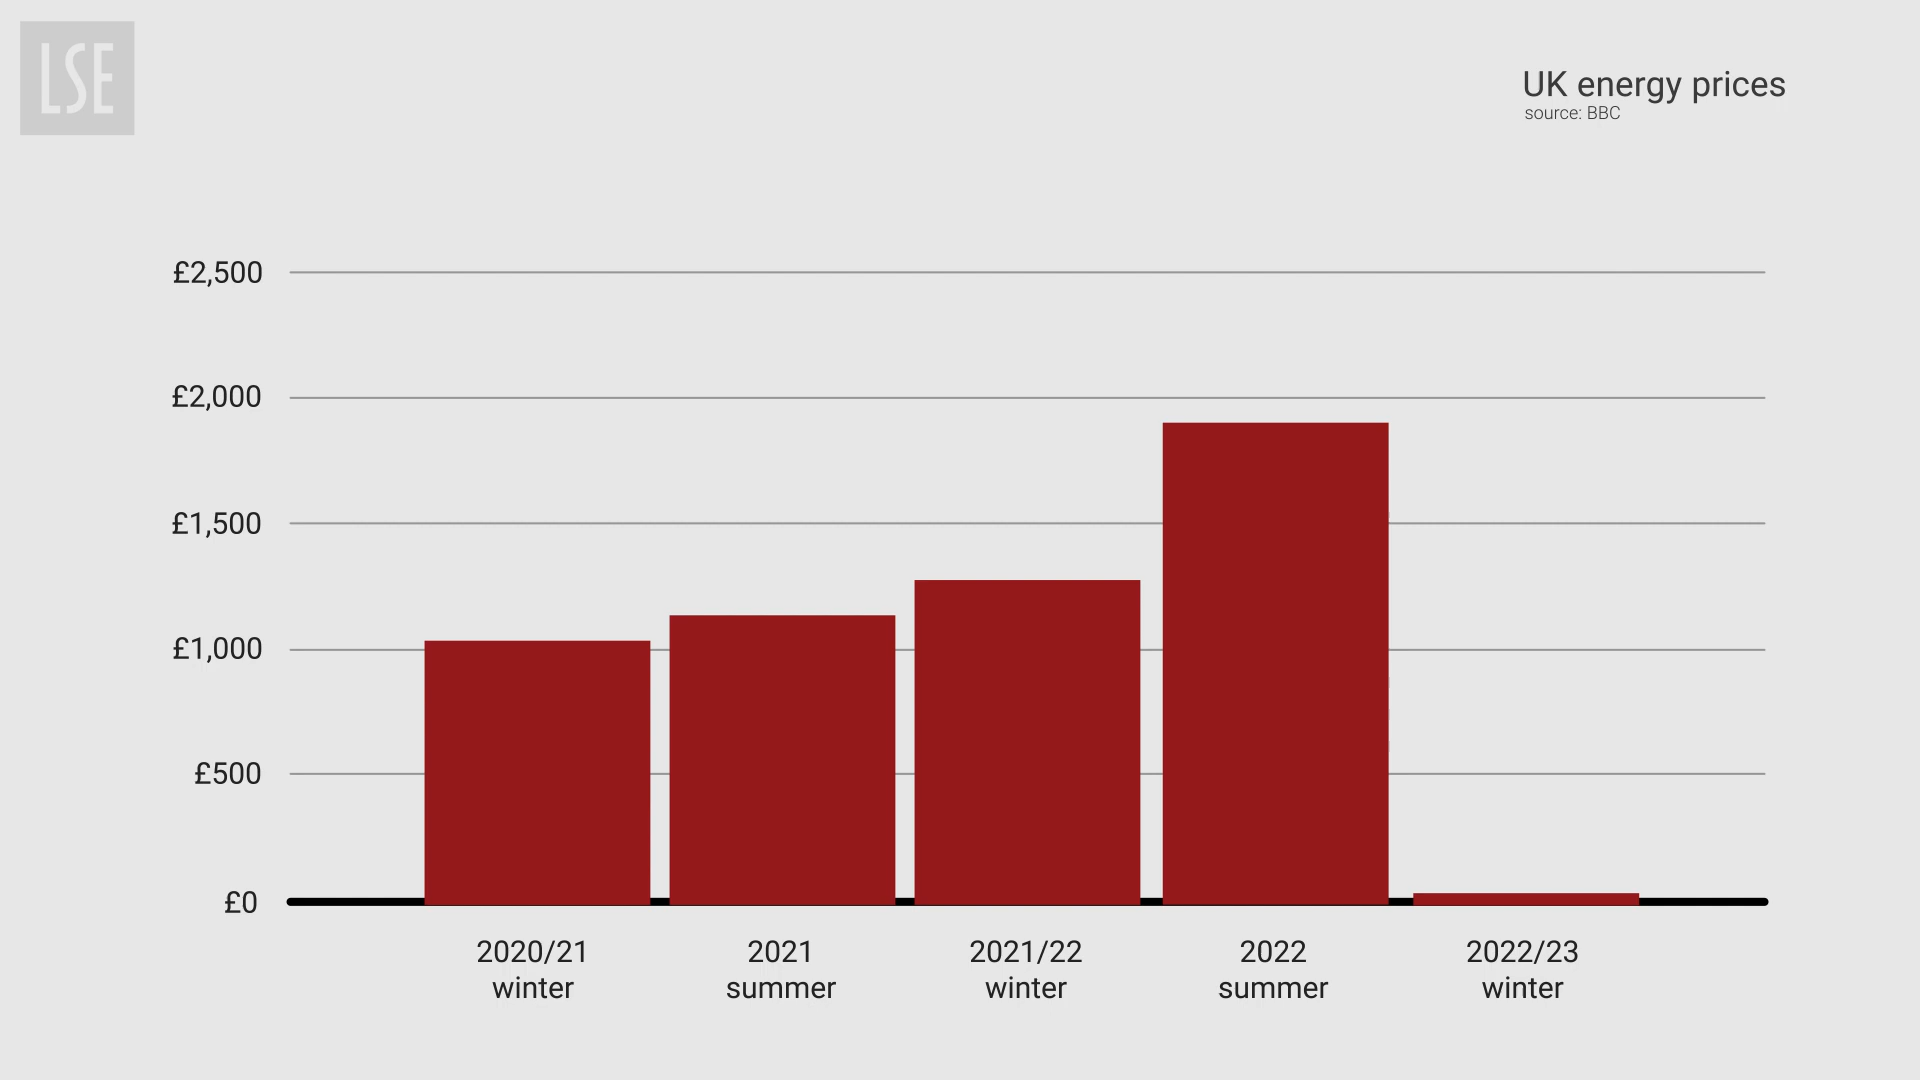 LSE
UK energy prices
source: BBC
£2,500
£2,000
£1,500
£1,000
£500
£0
2020/21
winter
2021
summer
2021/22
winter
2022
summer
2022/23
winter